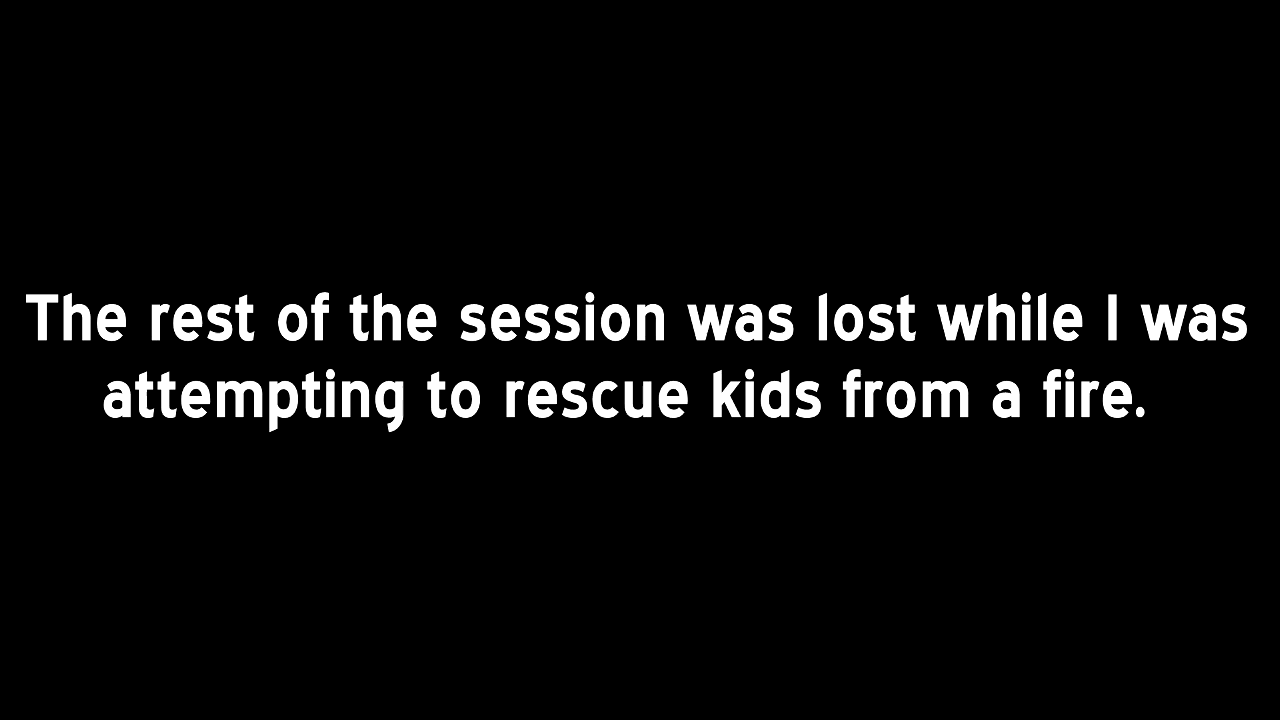 The rest of the session was lost while I was
attempting to rescue kids from a fire.